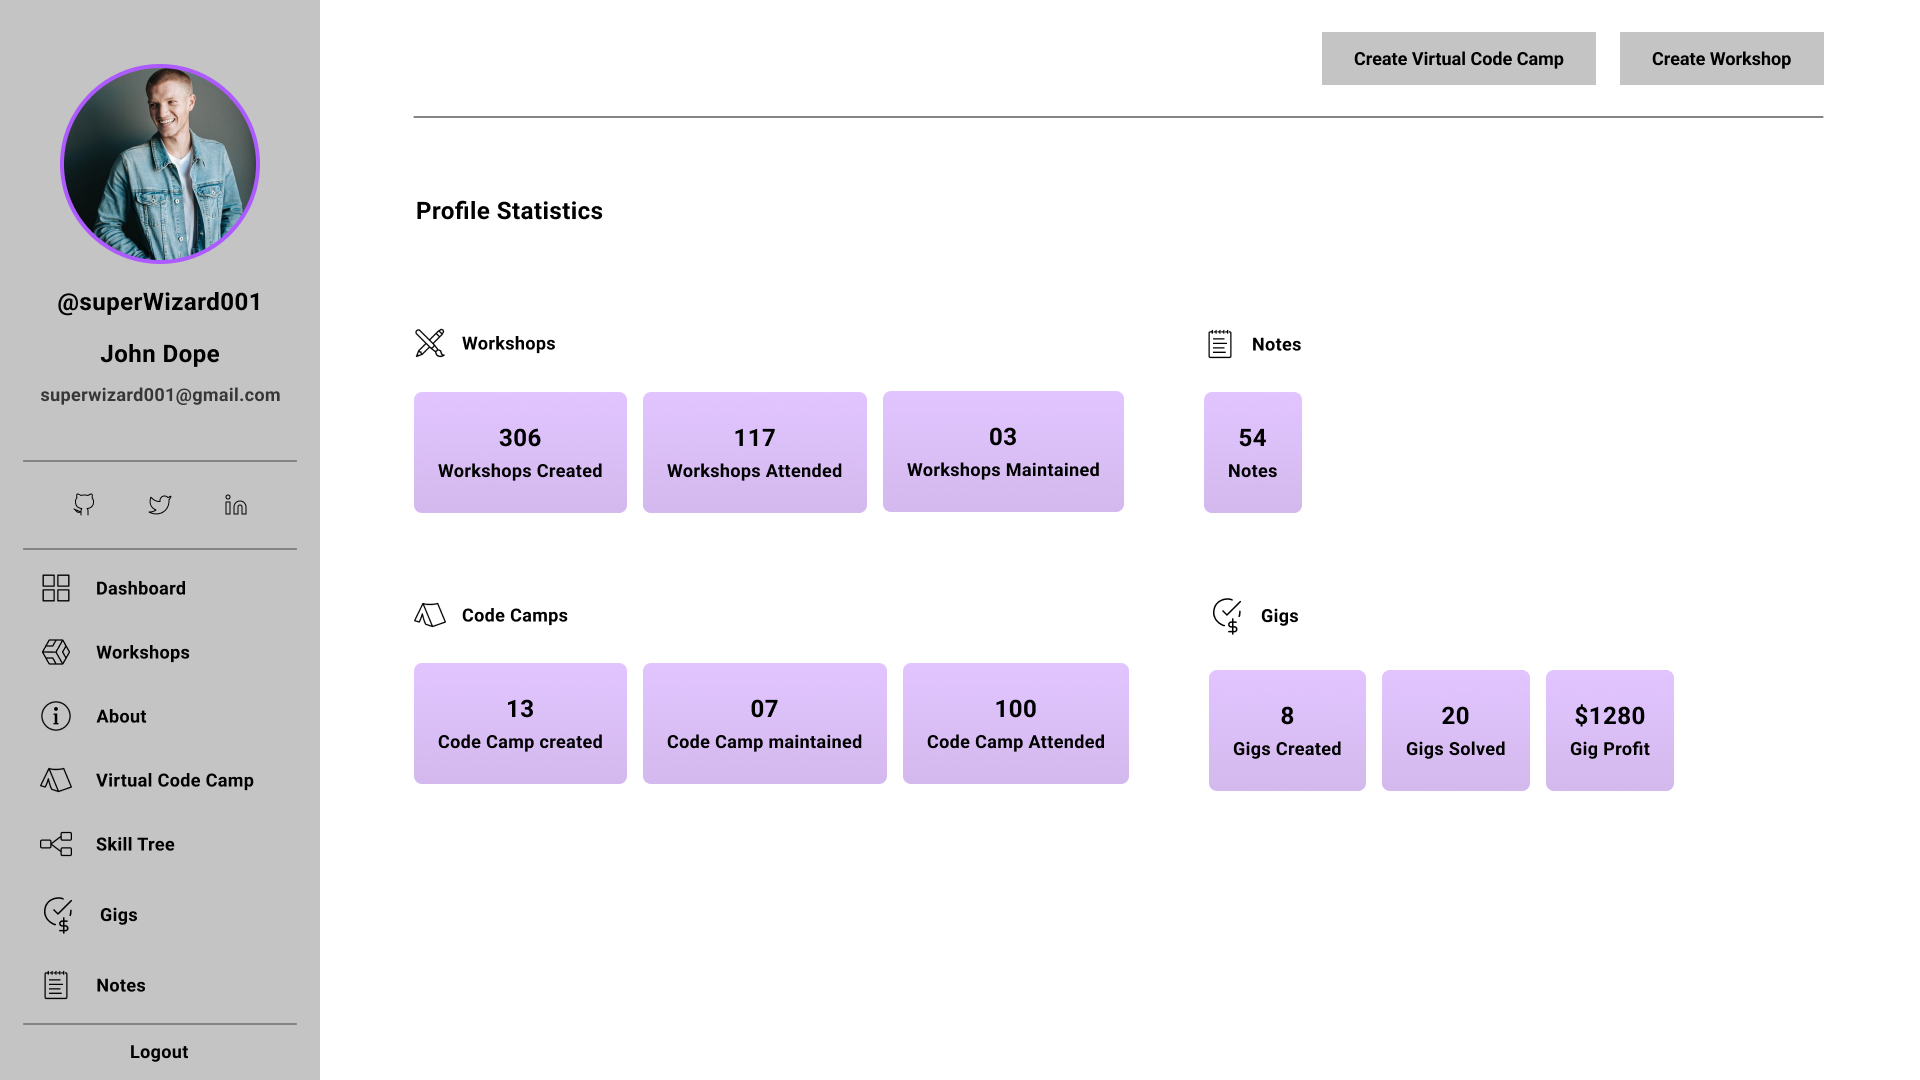 @superWizard001
John Dope
superwizard001@gmail.com
Dashboard
Workshops
About
Virtual Code Camp
Skill Tree
Gigs
Notes
Logout
Create Virtual Code Camp
Create Workshop
Profile Statistics
Workshops
306
Workshops Created
117
Workshops Attended
03
Workshops Maintained
Notes
54
Notes
Code Camps
13
Code Camp created
07
Code Camp maintained
100
Code Camp Attended
Gigs
8
Gigs Created
20
Gigs Solved
$1280
Gig Profit